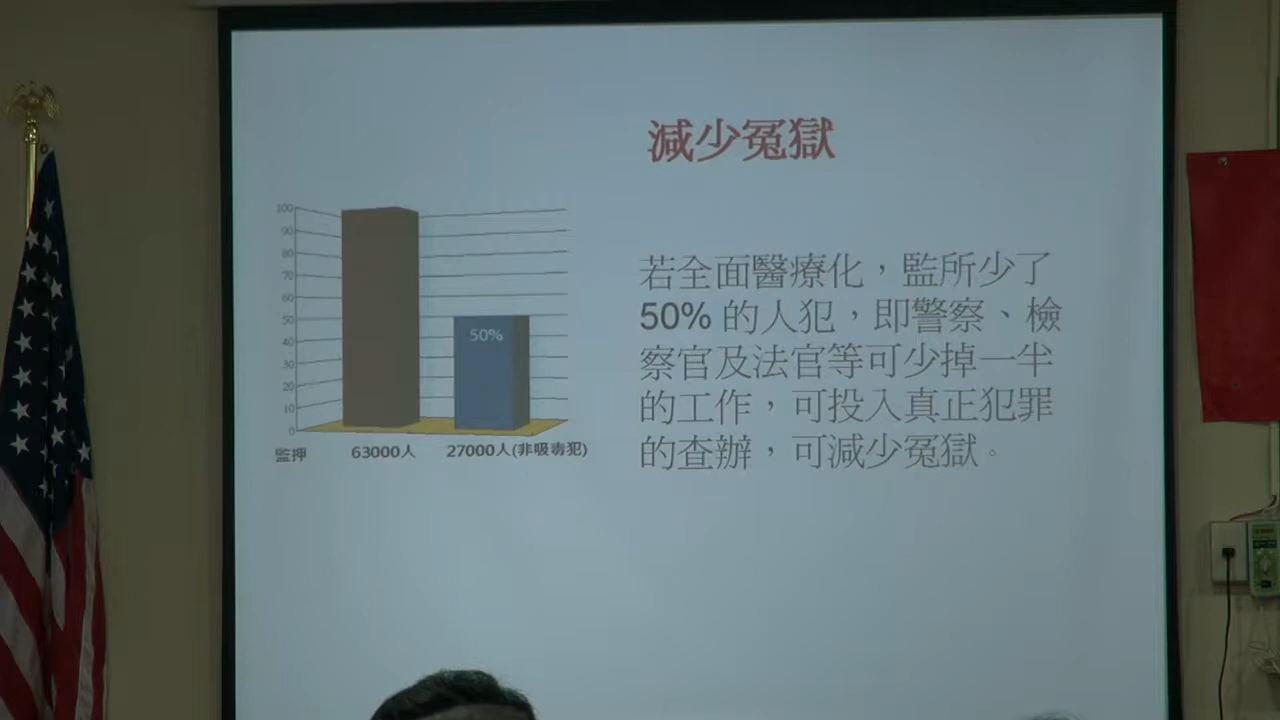 減少冤獄
100
90
80
70
60
50
40
30
20
10
0
50%
監押 63000人 27000人(非吸毒犯)
若全面醫療化，監所少了
50% 的人犯，即警察、檢
察官及法官等可少掉一半
的工作，可投入真正犯罪
的查辦，可減少冤獄。